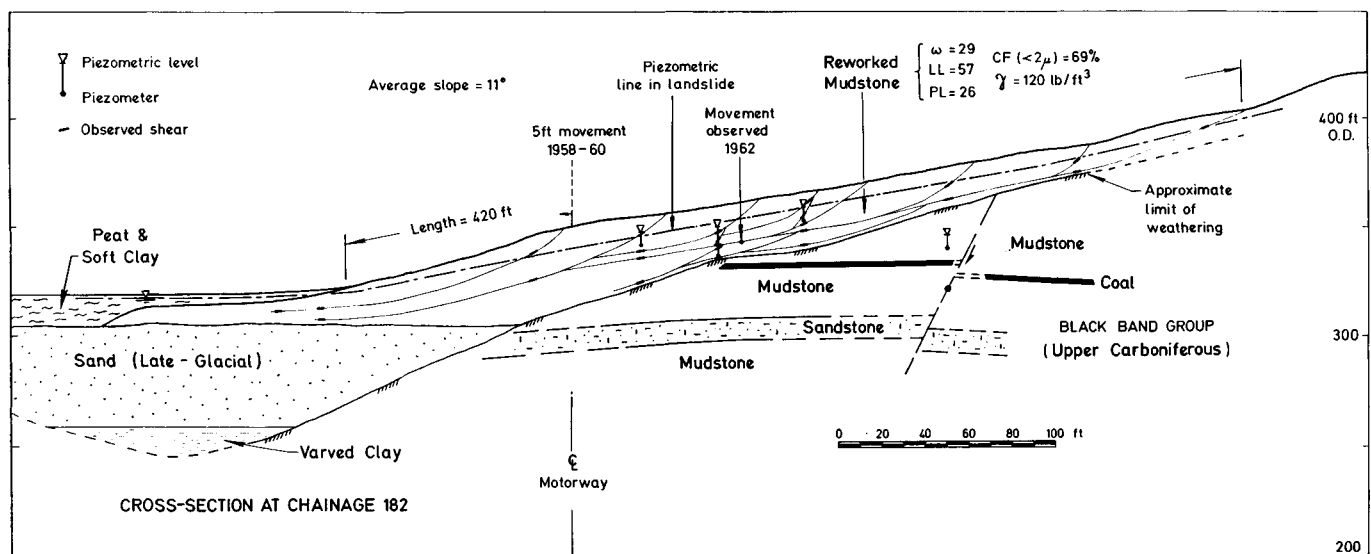 Piezometric level
Piezometer
Observed shear
Average slope = 11°
5ft movement
1958-60
Piezometric
line in landslide
Movement
observed
1962
Reworked
Mudstone
ω = 29
LL = 57
PL = 26
CF (<2μ) = 69%
γ = 120 lb/ft³
400 ft
O.D.
Length = 420 ft
Approximate
limit of
weathering
Peat &
Soft Clay
Mudstone
Mudstone
Coal
Sandstone
BLACK BAND GROUP
(Upper Carboniferous)
300
Sand (Late-Glacial)
Mudstone
Varved Clay
0 20 40 60 80 100 ft
℄
Motorway
CROSS-SECTION AT CHAINAGE 182
200